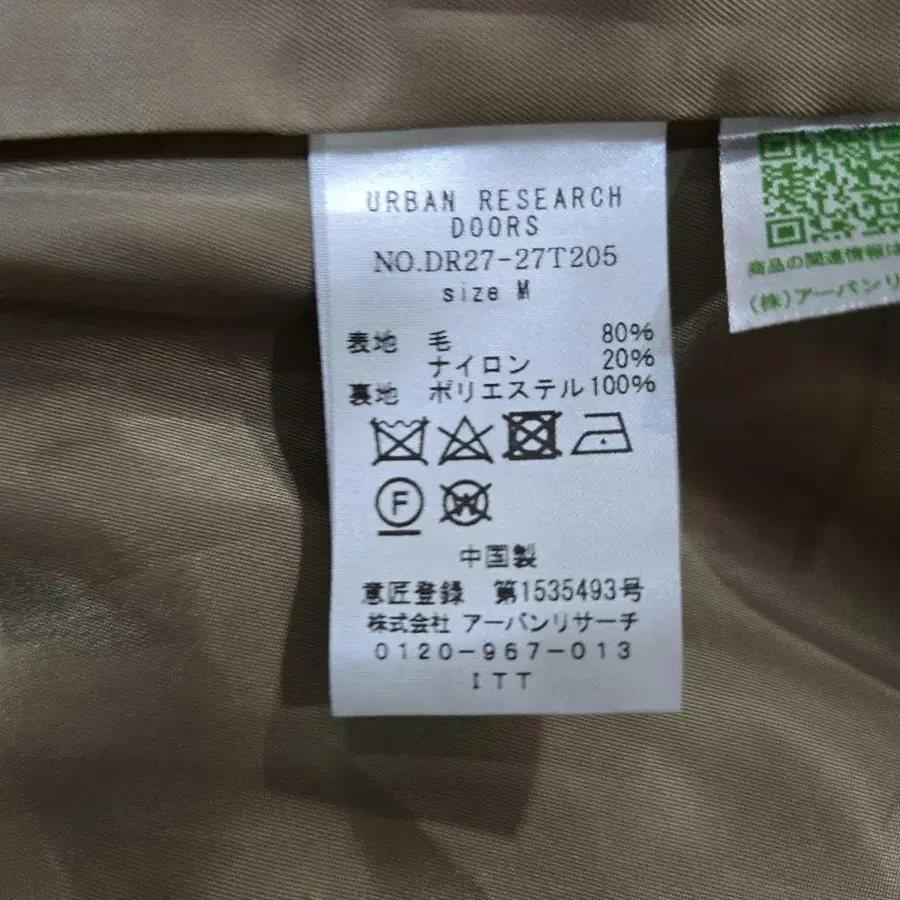 URBAN RESEARCH
DOORS
NO.DR27-27T205
size M
表地 毛 80%
ナイロン 20%
裏地 ポリエステル 100%
F
W
中国製
意匠登録 第1535493号
株式会社 アーバンリサーチ
0120-967-013
ITT
商品の関連情報は
(株)アーバンリ